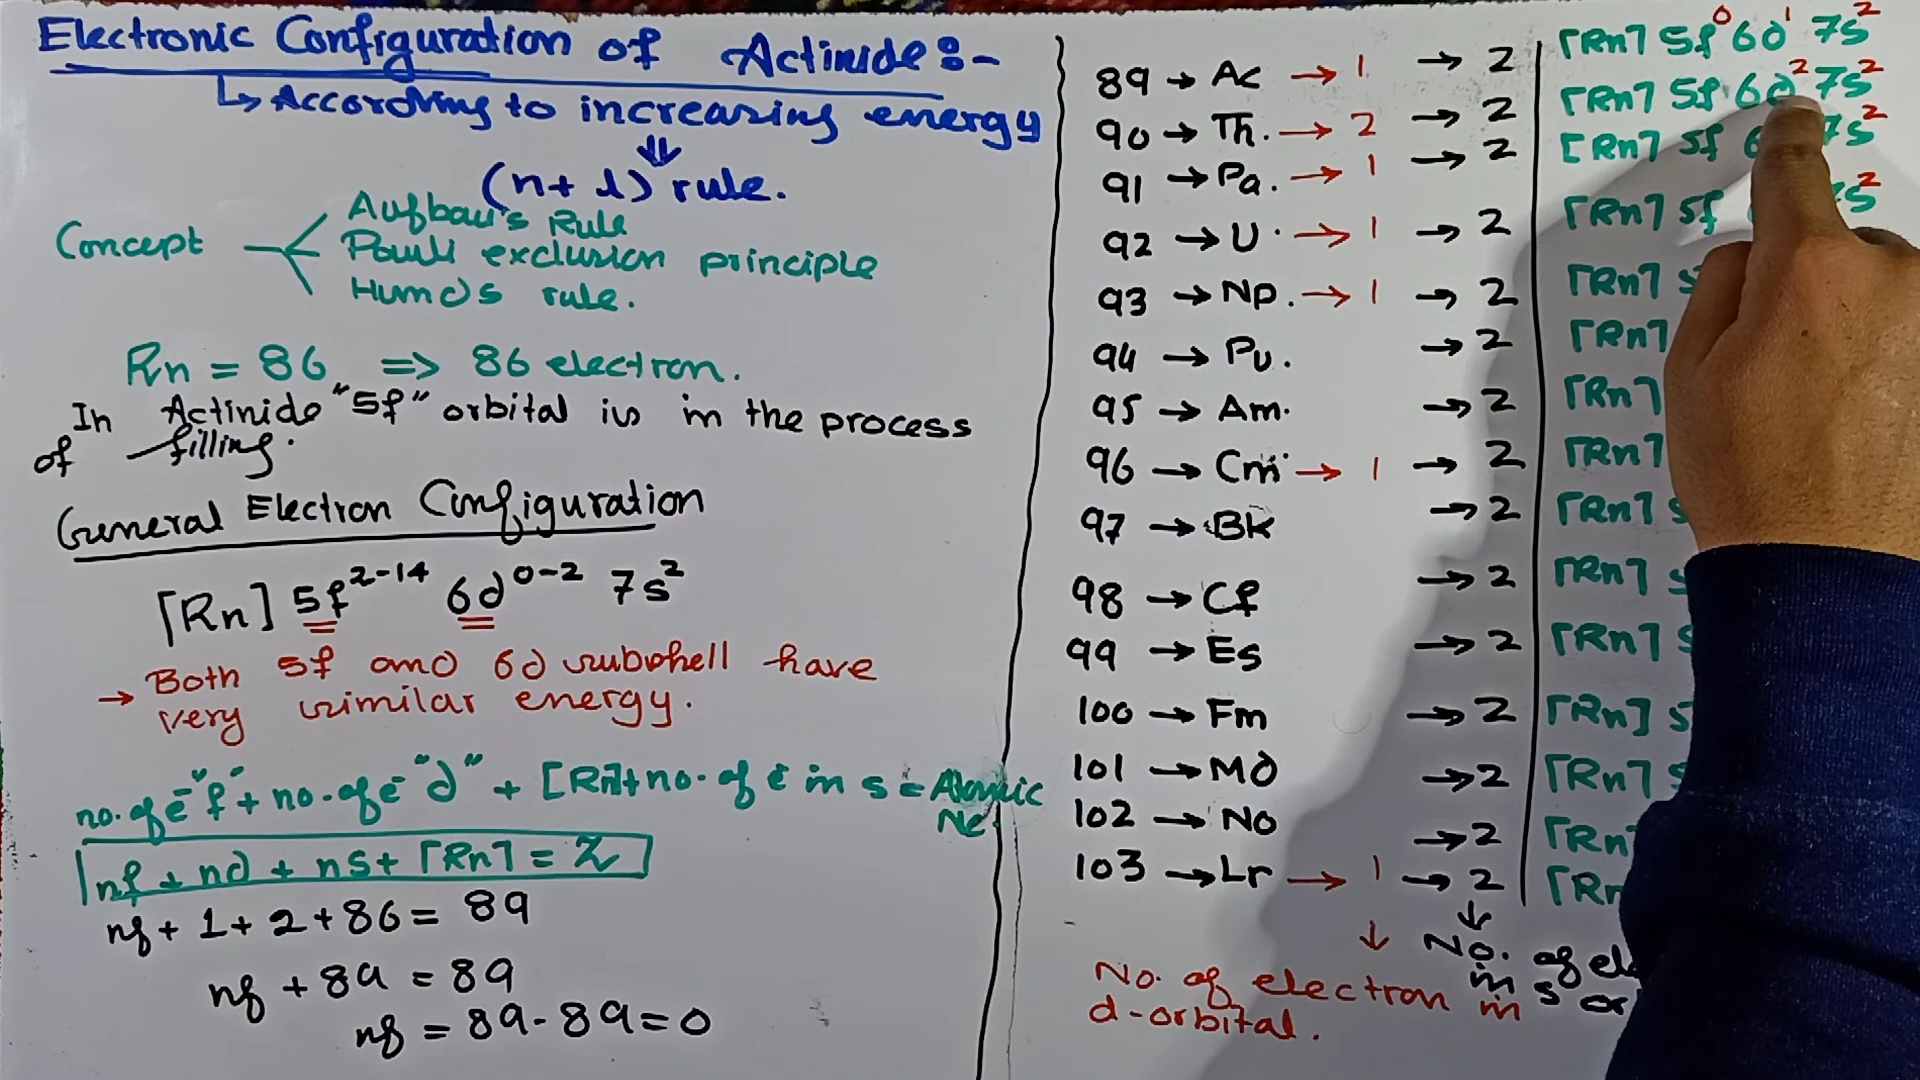 Electronic Configuration of Actinide:-
↳ According to increasing energy
⇓
(n+l) rule.
Concept
Aufbau's Rule
Pauli exclusion principle
Hunds rule.
Rn = 86 => 86 electron.
In Actinide "5f" orbital is in the process
of filling.
General Electron Configuration
[Rn] 5f²⁻¹⁴ 6d⁰⁻² 7s²
→ Both 5f and 6d subshell have
very similar energy.
no. of e⁻ "f" + no. of e⁻ "d" + [Rn] + no. of e⁻ in s = Atomic
No.
nf + nd + ns + [Rn] = Z
nf + 1 + 2 + 86 = 89
nf + 89 = 89
nf = 89 - 89 = 0
89 → Ac → 1 → 2 [Rn] 5f⁰ 6d¹ 7s²
90 → Th. → 2 → 2 [Rn] 5f 6d² 7s²
91 → Pa. → 1 → 2 [Rn] 5f 7s²
92 → U. → 1 → 2 [Rn] 5f 7s²
93 → Np. → 1 → 2 [Rn]
94 → Pu. → 2 [Rn]
95 → Am. → 2 [Rn]
96 → Cm → 1 → 2 [Rn]
97 → Bk → 2 [Rn]
98 → Cf → 2 [Rn]
99 → Es → 2 [Rn]
100 → Fm → 2 [Rn]
101 → Md → 2 [Rn]
102 → No → 2 [Rn]
103 → Lr → 1 → 2 [Rn
↓ ↓
No. of electron in
d-orbital.
No. of
in s